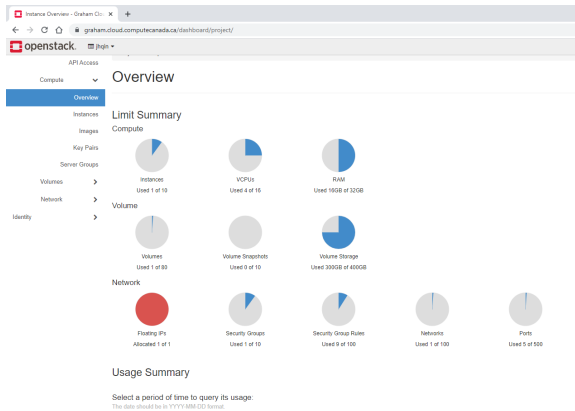 Instance Overview - Graham Clo
graham.cloud.computecanada.ca/dashboard/project/
openstack. jhqin
API Access
Compute
Overview
Instances
Images
Key Pairs
Server Groups
Volumes
Network
Identity
Overview
Limit Summary
Compute
Instances
Used 1 of 10
VCPUs
Used 4 of 16
RAM
Used 16GB of 32GB
Volume
Volumes
Used 1 of 80
Volume Snapshots
Used 0 of 10
Volume Storage
Used 300GB of 400GB
Network
Floating IPs
Allocated 1 of 1
Security Groups
Used 1 of 10
Security Group Rules
Used 9 of 100
Networks
Used 1 of 100
Ports
Used 5 of 500
Usage Summary
Select a period of time to query its usage:
The date should be in YYYY-MM-DD format.